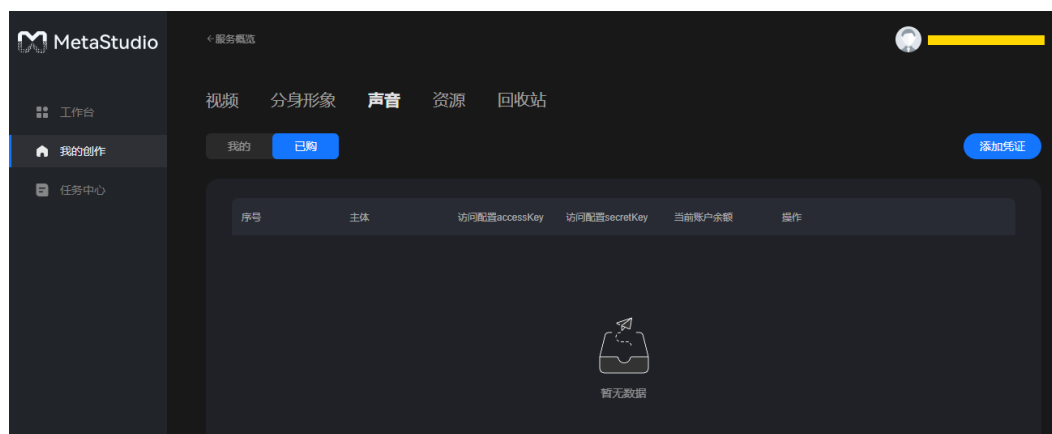 MetaStudio
←服务概览
工作台
我的创作
任务中心
视频 分身形象 声音 资源 回收站
我的 已购
添加凭证
序号 主体 访问配置accessKey 访问配置secretKey 当前账户余额 操作
暂无数据